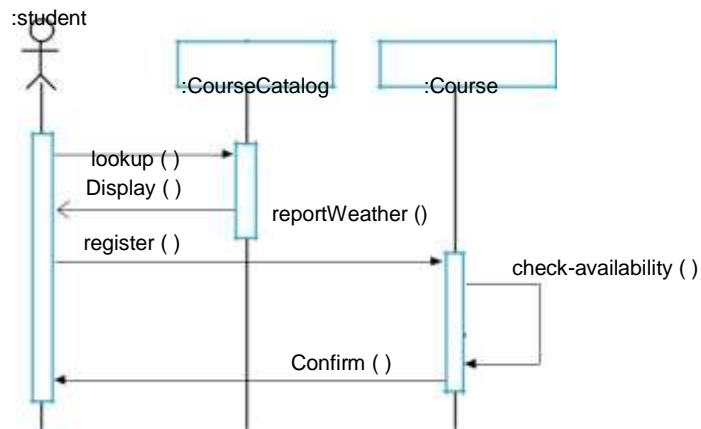 :student
:CourseCatalog
:Course
lookup ( )
Display ( )
reportWeather ()
register ( )
check-availability ( )
Confirm ( )